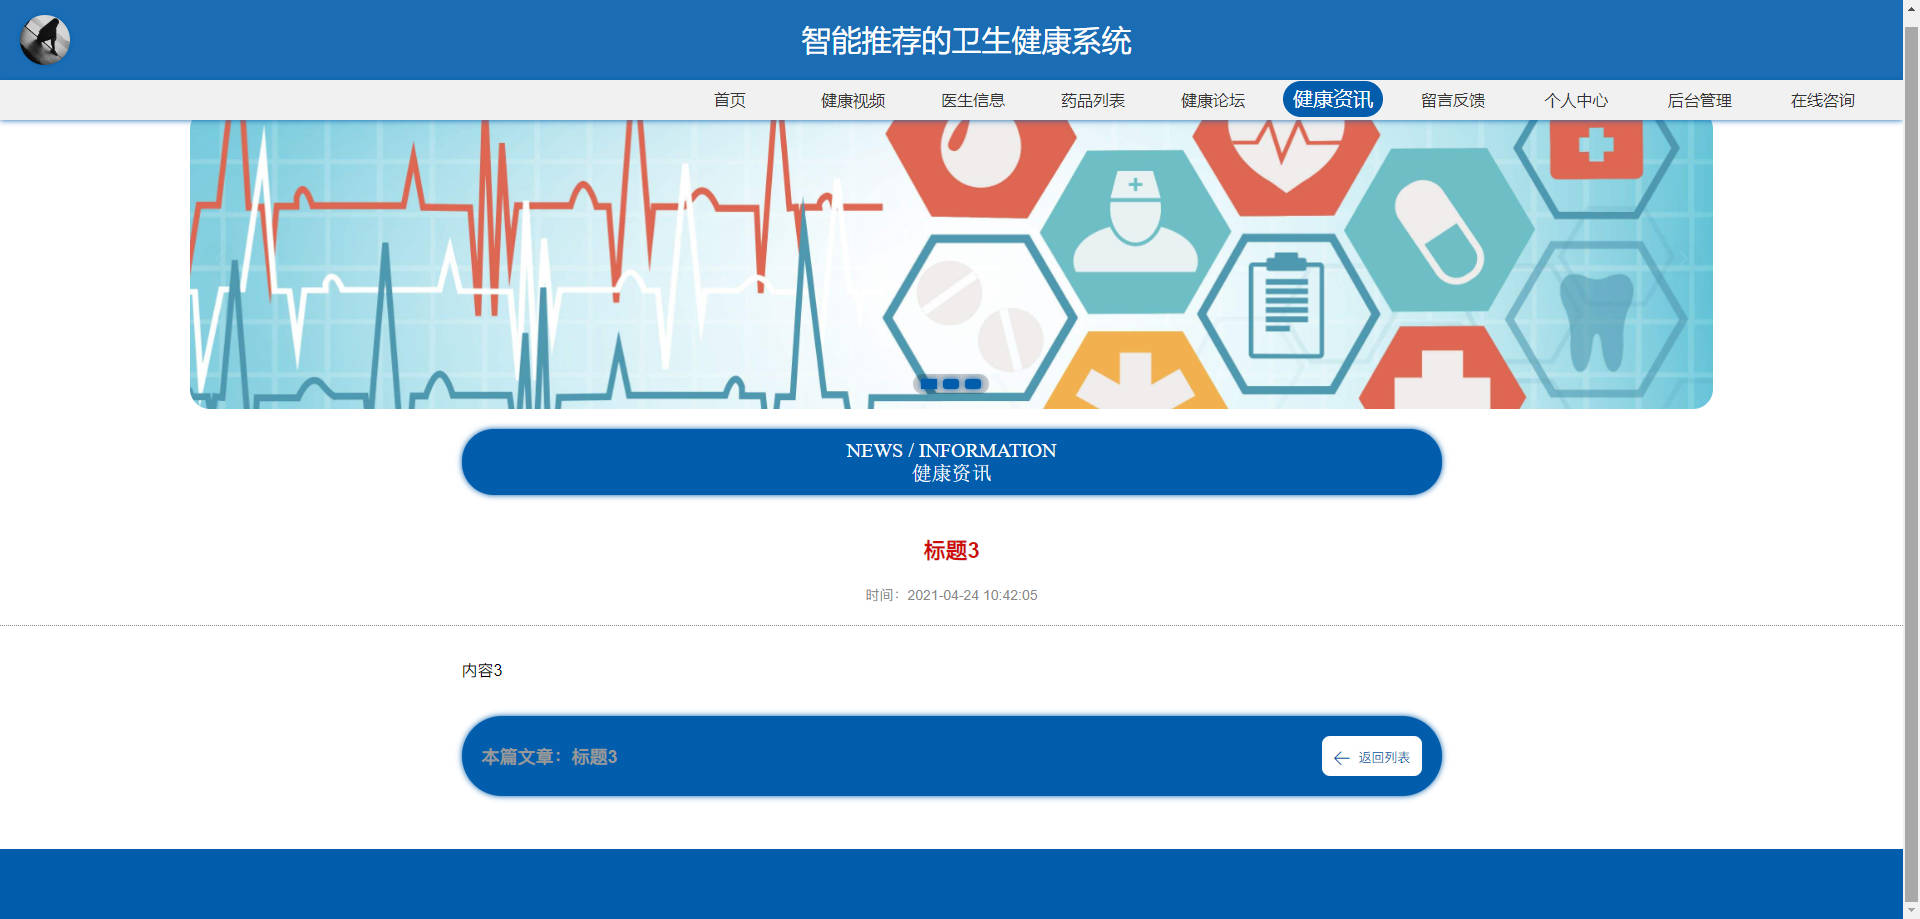 智能推荐的卫生健康系统
首页 健康视频 医生信息 药品列表 健康论坛 健康资讯 留言反馈 个人中心 后台管理 在线咨询
NEWS / INFORMATION
健康资讯
标题3
时间：2021-04-24 10:42:05
内容3
本篇文章：标题3
返回列表